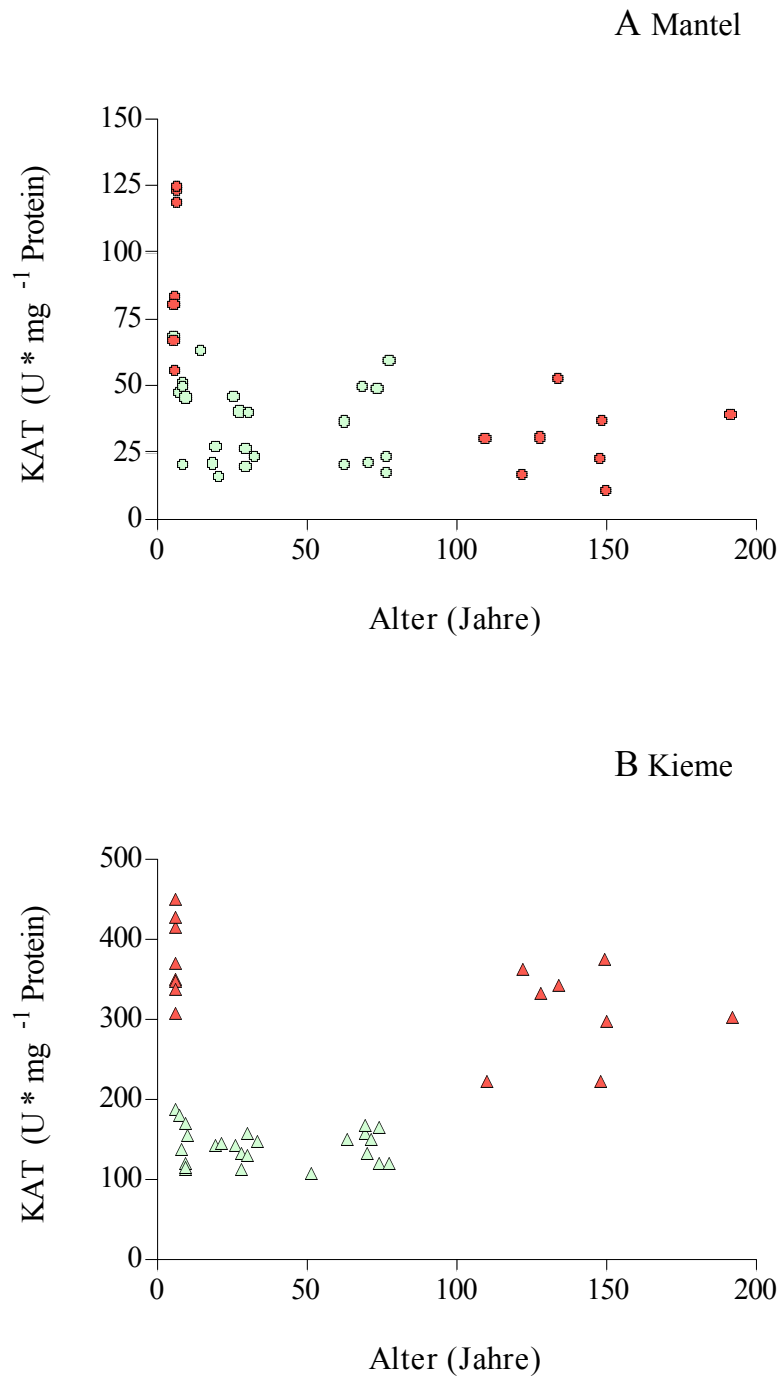 A Mantel
150
125
100
75
50
25
0
KAT (U * mg -1 Protein)
0 50 100 150 200
Alter (Jahre)
B Kieme
500
400
300
200
100
0
KAT (U * mg -1 Protein)
0 50 100 150 200
Alter (Jahre)